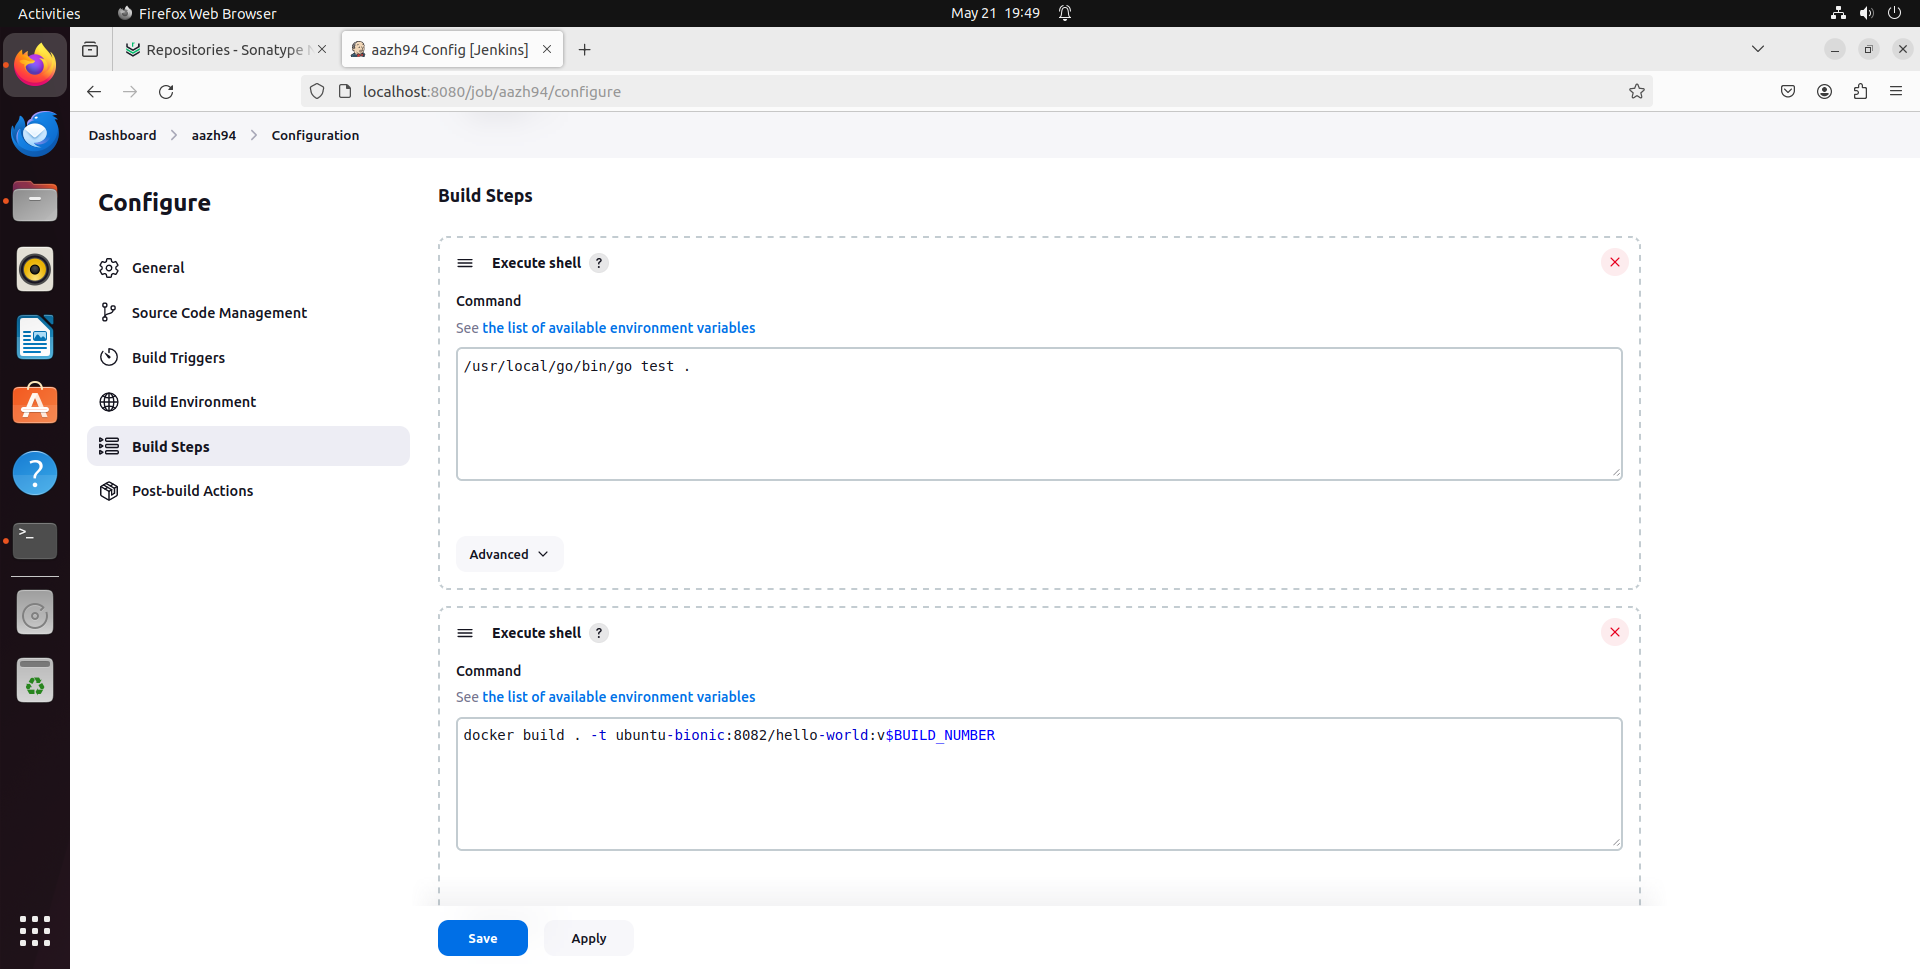 Activities
Firefox Web Browser
May 21 19:49
Repositories - Sonatype
aazh94 Config [Jenkins]
localhost:8080/job/aazh94/configure
Dashboard
aazh94
Configuration
Configure
General
Source Code Management
Build Triggers
Build Environment
Build Steps
Post-build Actions
Build Steps
Execute shell ?
Command
See the list of available environment variables
/usr/local/go/bin/go test .
Advanced
Execute shell ?
Command
See the list of available environment variables
docker build . -t ubuntu-bionic:8082/hello-world:v$BUILD_NUMBER
Save
Apply